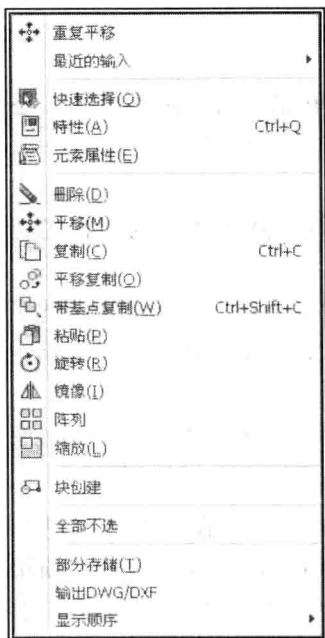 重复平移
最近的输入
快速选择(Q)
特性(A) Ctrl+Q
元素属性(E)
删除(D)
平移(M)
复制(C) Ctrl+C
平移复制(O)
带基点复制(W) Ctrl+Shift+C
粘贴(P)
旋转(R)
镜像(I)
阵列
缩放(L)
块创建
全部不选
部分存储(T)
输出DWG/DXF
显示顺序